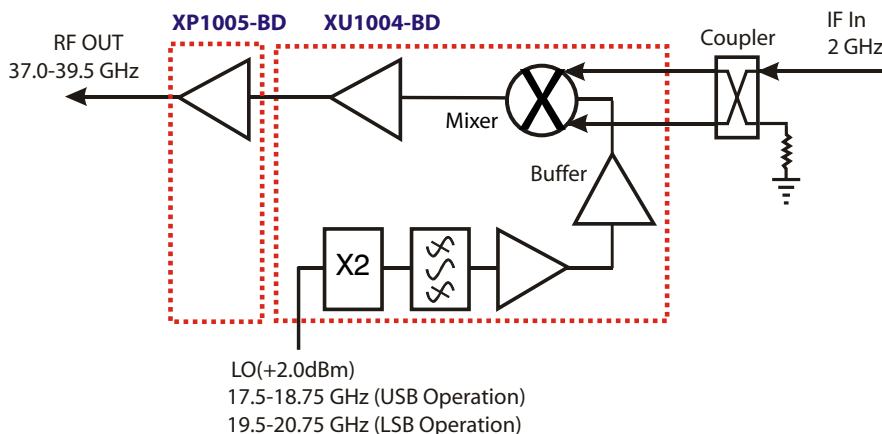 XP1005-BD
XU1004-BD
RF OUT
37.0-39.5 GHz
Coupler
IF In
2 GHz
Mixer
Buffer
X2
LO(+2.0dBm)
17.5-18.75 GHz (USB Operation)
19.5-20.75 GHz (LSB Operation)